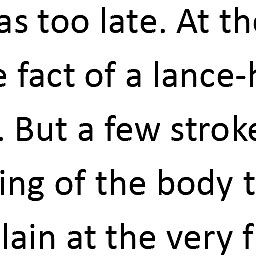 as too late. At the
fact of a lance-h
. But a few stroke
ing of the body t
lain at the very f